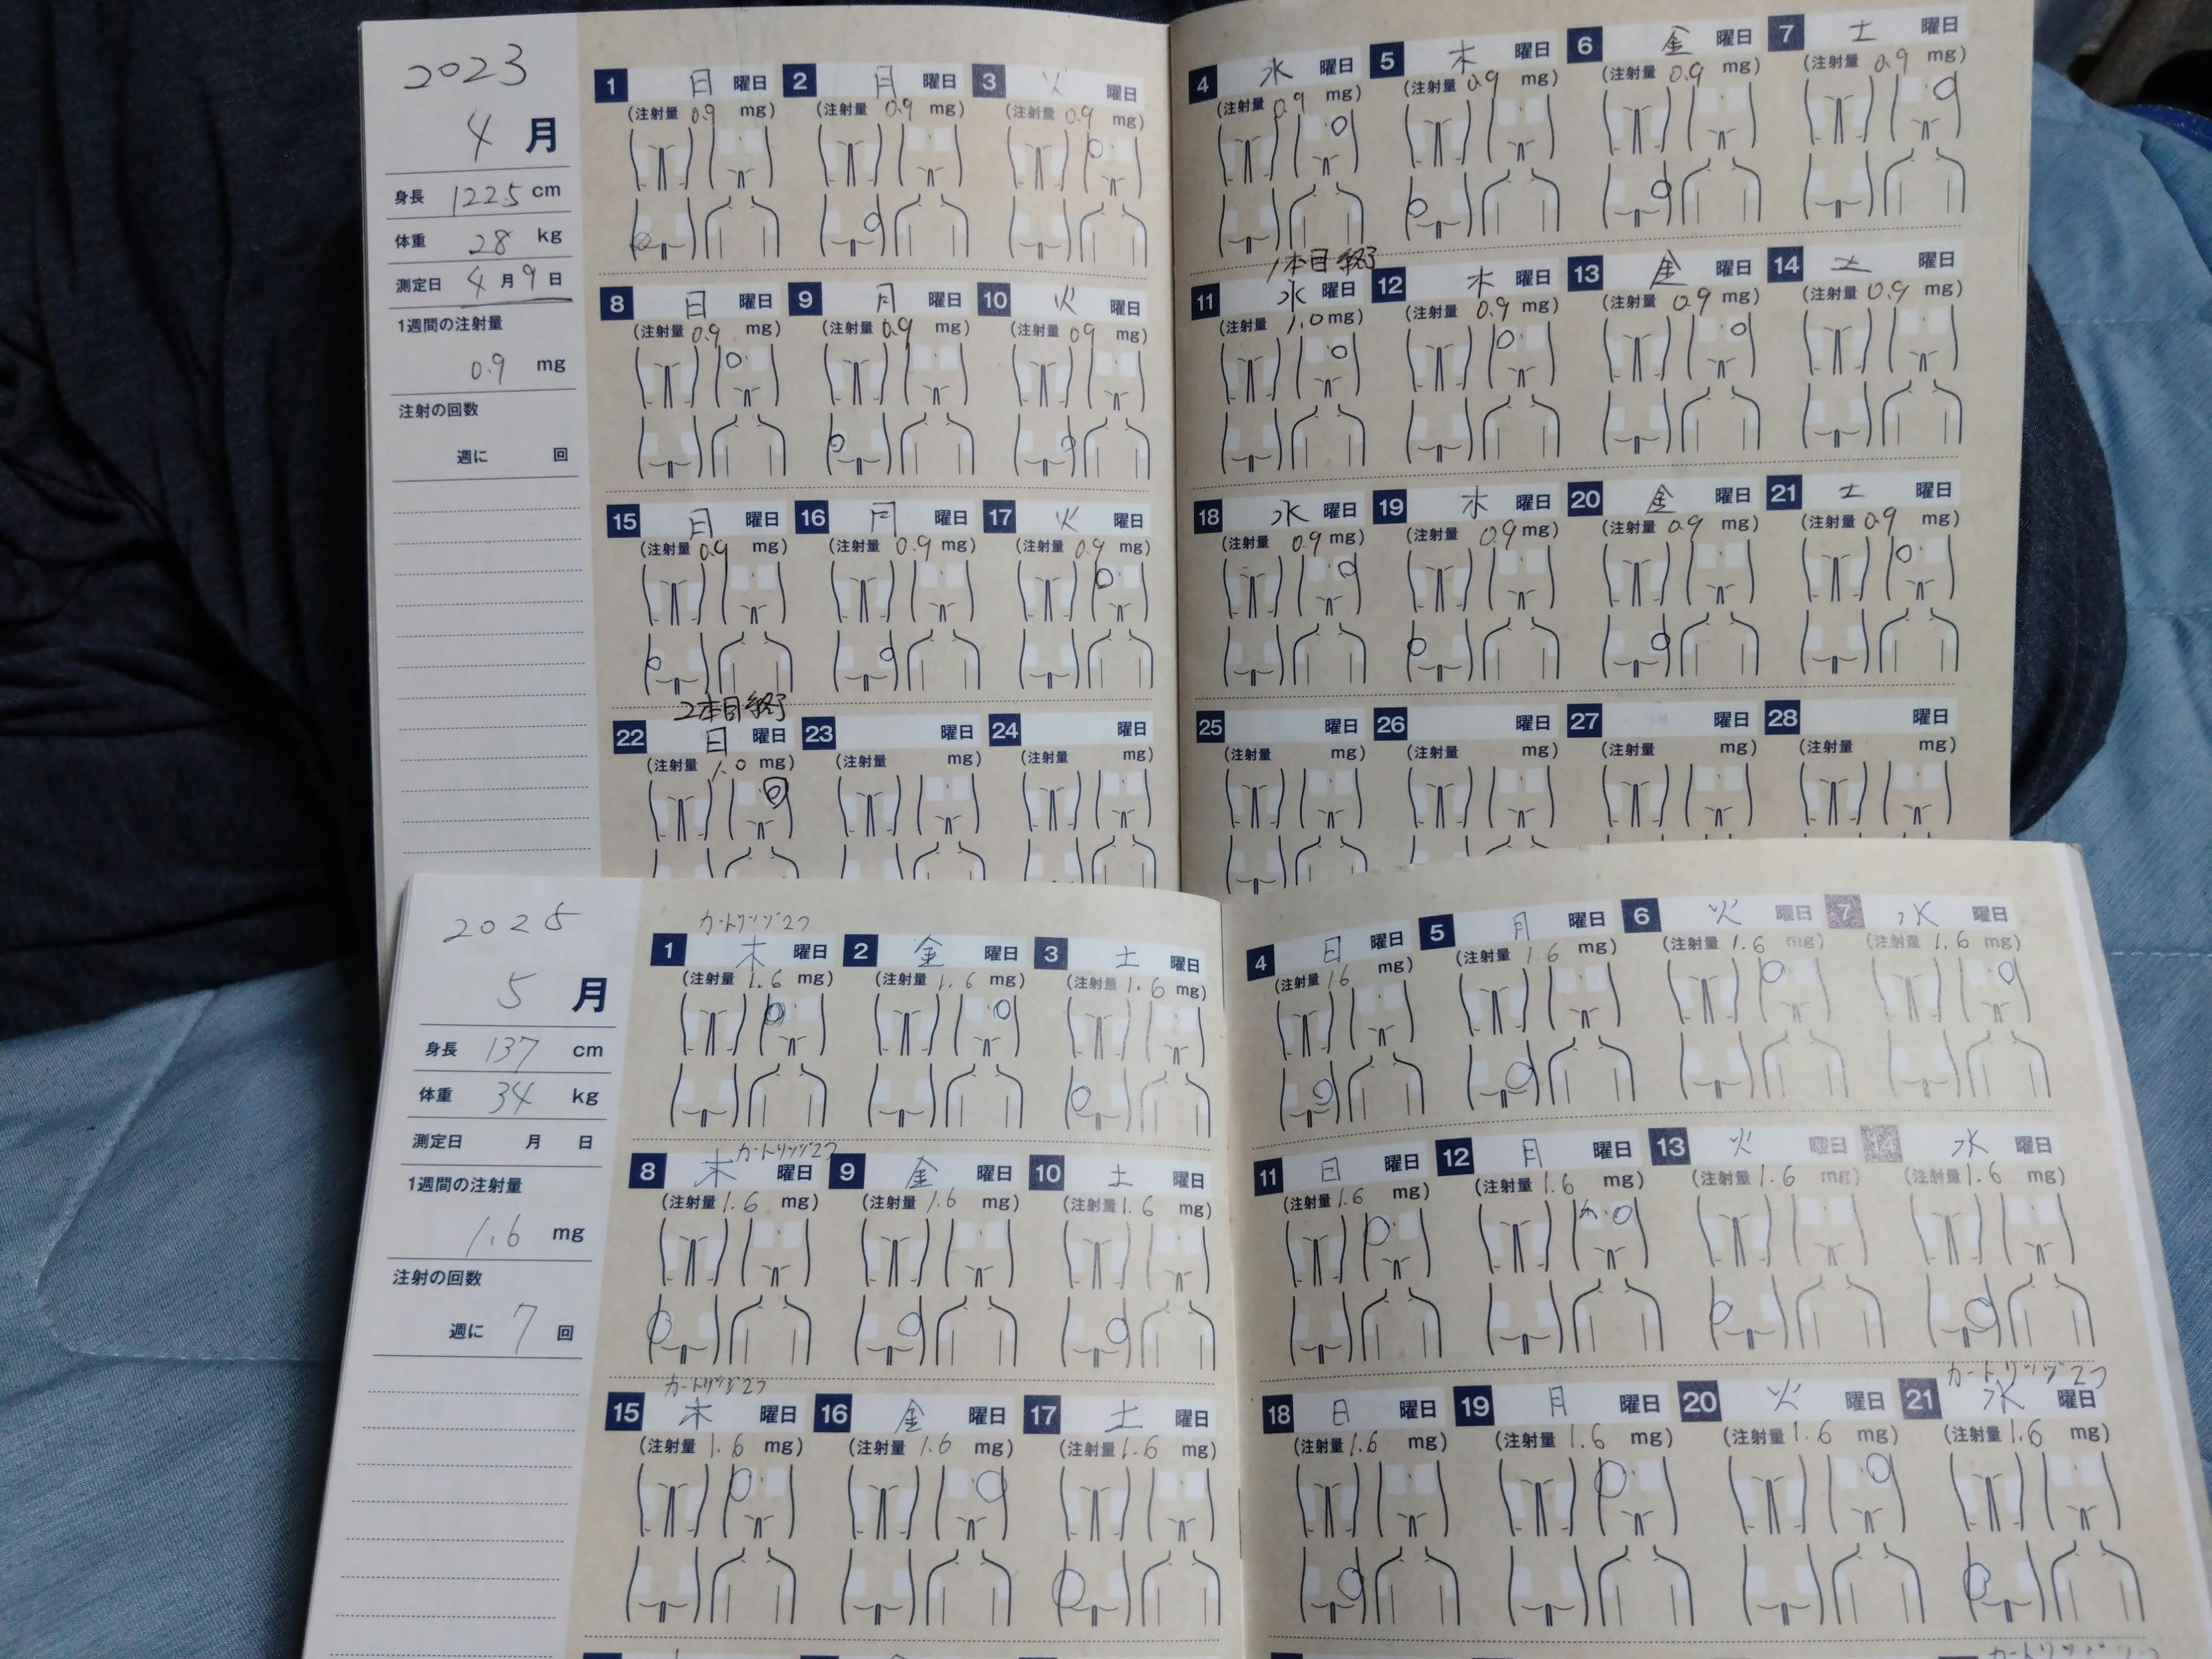 2023
4 月
身長 122.5 cm
体重 28 kg
測定日 4 月 9 日
1週間の注射量
0.9 mg
注射の回数
週に 回
1 日 曜日 2 月 曜日 3 火 曜日 4 水 曜日 5 木 曜日 6 金 曜日 7 土 曜日
(注射量 0.9 mg) (注射量 0.9 mg) (注射量 0.9 mg) (注射量 0.9 mg) (注射量 0.9 mg) (注射量 0.9 mg) (注射量 0.9 mg)
1本目終了
8 日 曜日 9 月 曜日 10 火 曜日 11 水 曜日 12 木 曜日 13 金 曜日 14 土 曜日
(注射量 0.9 mg) (注射量 0.9 mg) (注射量 0.9 mg) (注射量 1.0 mg) (注射量 0.9 mg) (注射量 0.9 mg) (注射量 0.9 mg)
15 日 曜日 16 月 曜日 17 火 曜日 18 水 曜日 19 木 曜日 20 金 曜日 21 土 曜日
(注射量 0.9 mg) (注射量 0.9 mg) (注射量 0.9 mg) (注射量 0.9 mg) (注射量 0.9 mg) (注射量 0.9 mg) (注射量 0.9 mg)
2本目終了
22 日 曜日 23 曜日 24 曜日 25 曜日 26 曜日 27 曜日 28 曜日
(注射量 1.0 mg) (注射量 mg) (注射量 mg) (注射量 mg) (注射量 mg) (注射量 mg) (注射量 mg)
2025
5 月
身長 137 cm
体重 34 kg
測定日 月 日
1週間の注射量
1.6 mg
注射の回数
週に 7 回
カートリッジ2つ
1 木 曜日 2 金 曜日 3 土 曜日 4 日 曜日 5 月 曜日 6 火 曜日 7 水 曜日
(注射量 1.6 mg) (注射量 1.6 mg) (注射量 1.6 mg) (注射量 16 mg) (注射量 1.6 mg) (注射量 1.6 mg) (注射量 1.6 mg)
カートリッジ2つ
8 木 曜日 9 金 曜日 10 土 曜日 11 日 曜日 12 月 曜日 13 火 曜日 14 水 曜日
(注射量 1.6 mg) (注射量 1.6 mg) (注射量 1.6 mg) (注射量 1.6 mg) (注射量 1.6 mg) (注射量 1.6 mg) (注射量 1.6 mg)
カートリッジ2つ カートリッジ2つ
15 木 曜日 16 金 曜日 17 土 曜日 18 日 曜日 19 月 曜日 20 火 曜日 21 水 曜日
(注射量 1.6 mg) (注射量 1.6 mg) (注射量 1.6 mg) (注射量 1.6 mg) (注射量 1.6 mg) (注射量 1.6 mg) (注射量 1.6 mg)